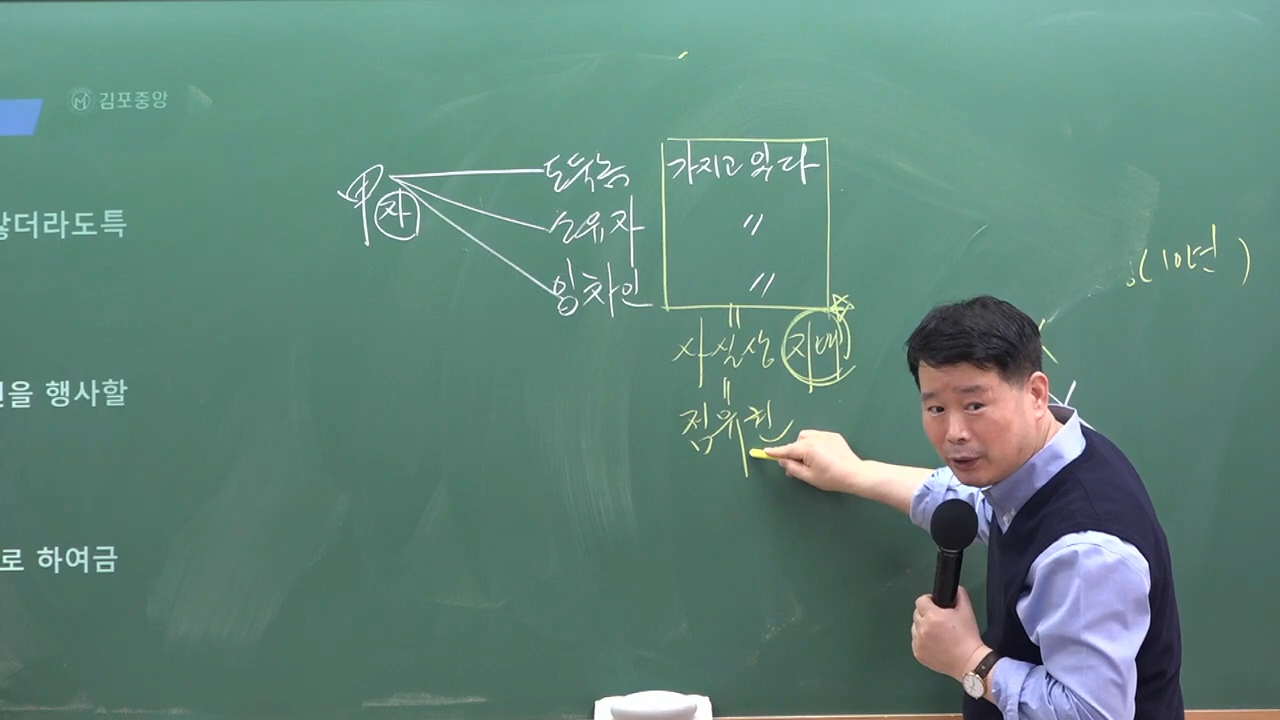 김포중앙
않더라도특
을 행사할
로 하여금
甲
자
도둑놈 가지고 있다
소유자 〃
임차인 〃
사실상 지배
점유권
(10년)